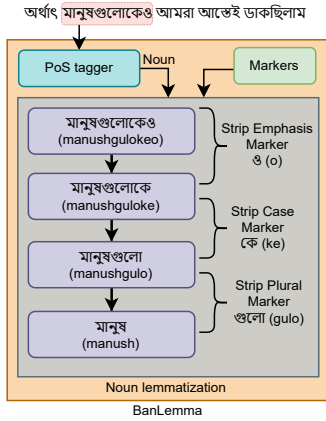 অর্থাৎ মানুষগুলোকেও আমরা আস্তেই ডাকছিলাম
PoS tagger
Noun
Markers
মানুষগুলোকেও
(manushgulokeo)
Strip Emphasis
Marker
ও (o)
মানুষগুলোকে
(manushguloke)
Strip Case
Marker
কে (ke)
মানুষগুলো
(manushgulo)
Strip Plural
Marker
গুলো (gulo)
মানুষ
(manush)
Noun lemmatization
BanLemma